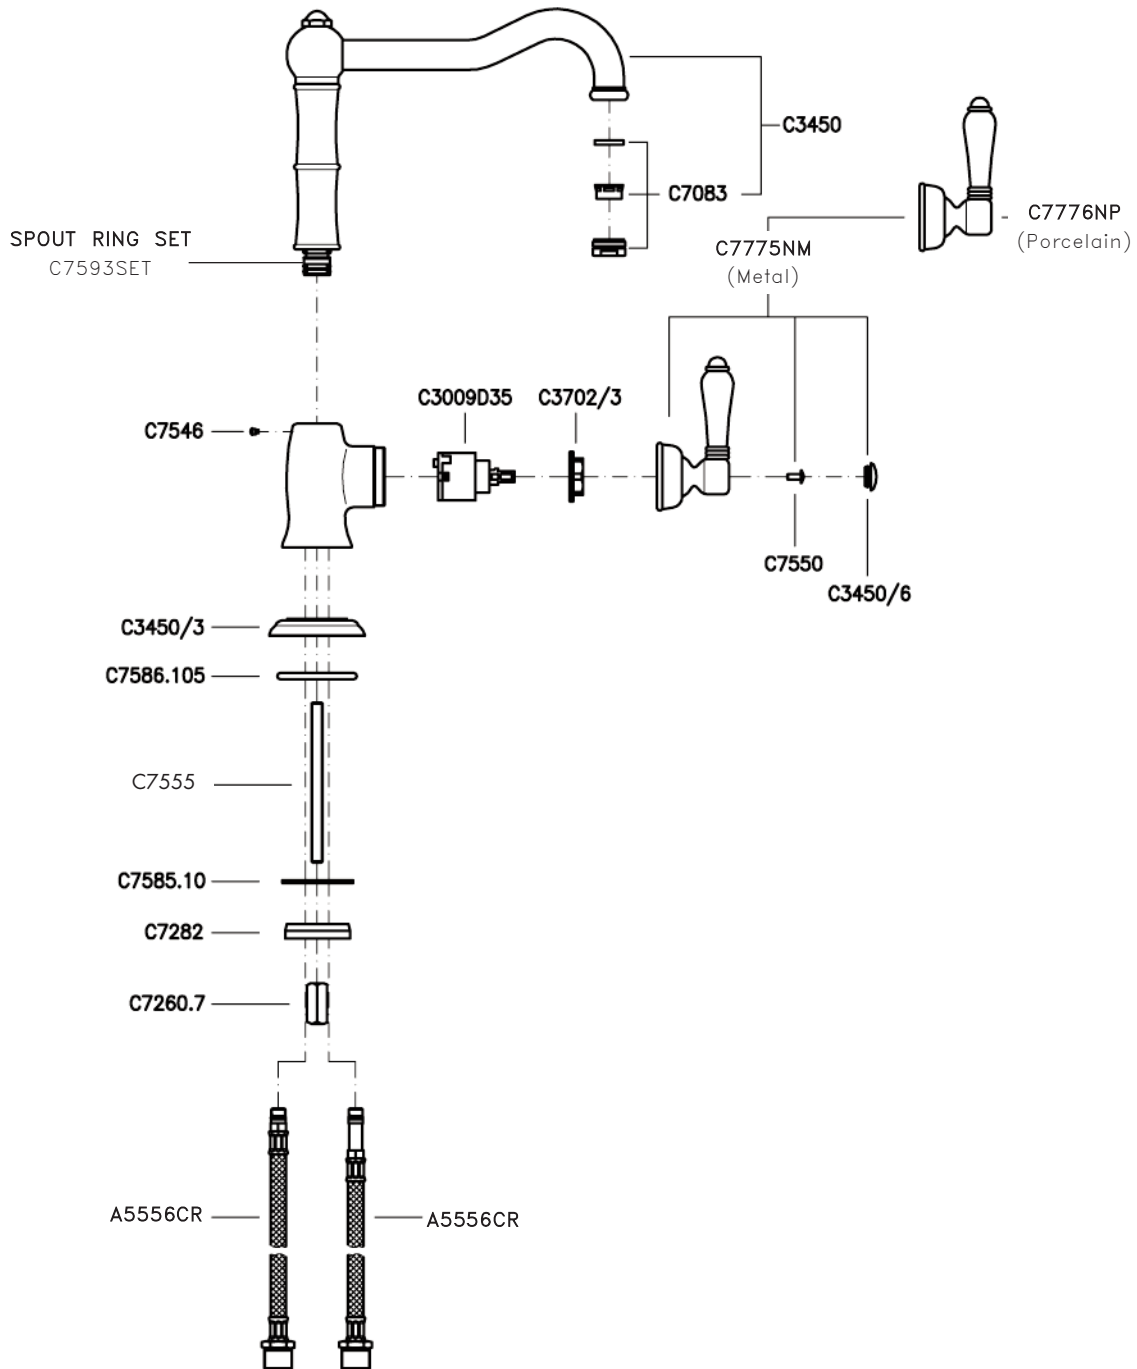 C3450
C7083
C7776NP
(Porcelain)
SPOUT RING SET
C7593SET
C7775NM
(Metal)
C3009D35
C3702/3
C7546
C7550
C3450/6
C3450/3
C7586.105
C7555
C7585.10
C7282
C7260.7
A5556CR
A5556CR